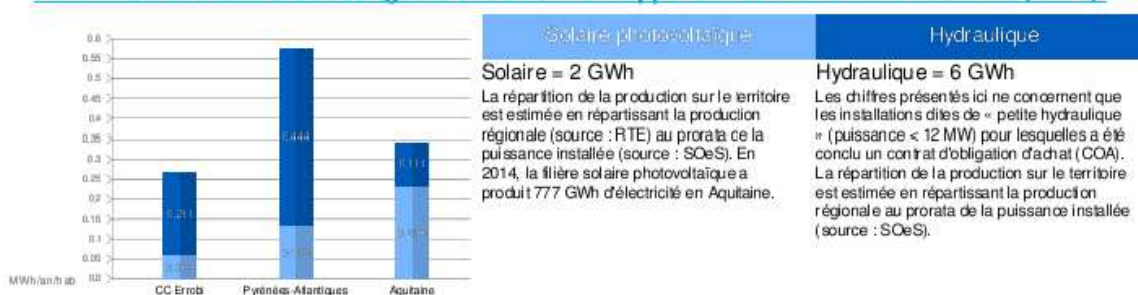 0.6
0.55
0.5
0.45
0.4
0.35
0.3
0.25
0.2
0.15
0.1
0.05
0.0
MWh/an/hab
0.211
0.444
0.111
CC Errobi
Pyrénées-Atlantiques
Aquitaine
Solaire photovoltaïque
Solaire = 2 GWh
La répartition de la production sur le territoire
est estimée en répartissant la production
régionale (source : RTE) au prorata de la
puissance installée (source : SOeS). En
2014, la filière solaire photovoltaïque a
produit 777 GWh d'électricité en Aquitaine.
Hydraulique
Hydraulique = 6 GWh
Les chiffres présentés ici ne concernent que
les installations dites de « petite hydraulique
» (puissance < 12 MW) pour lesquelles a été
conclu un contrat d'obligation d'achat (COA).
La répartition de la production sur le territoire
est estimée en répartissant la production
régionale au prorata de la puissance installée
(source : SOeS).